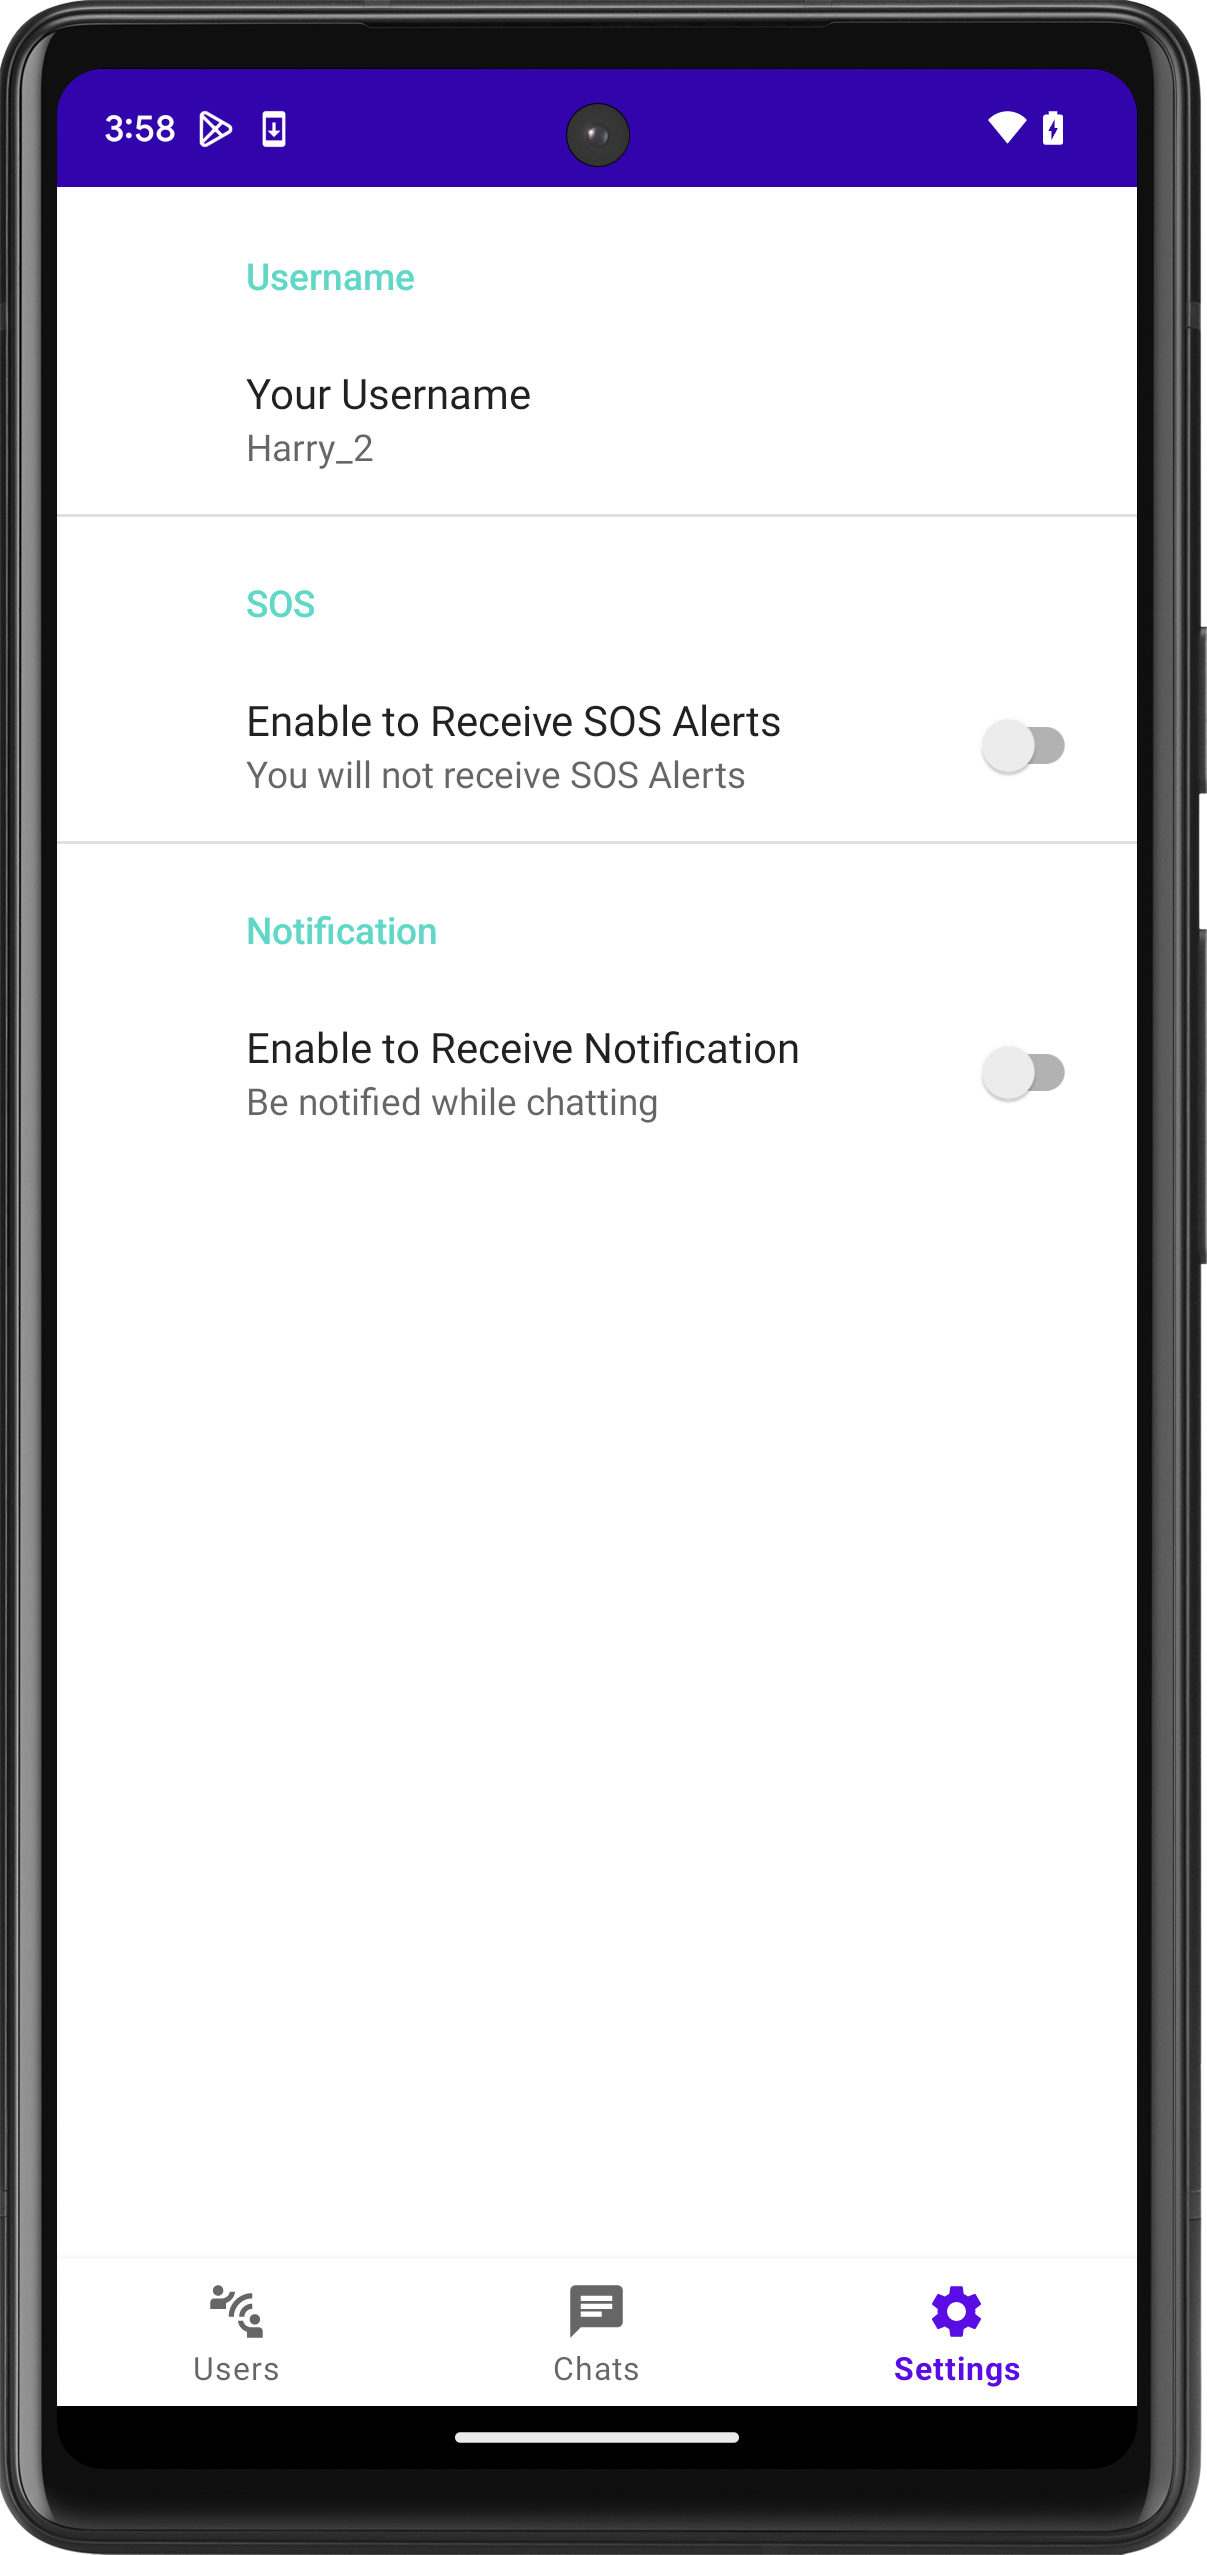 3:58
Username
Your Username
Harry_2
SOS
Enable to Receive SOS Alerts
You will not receive SOS Alerts
Notification
Enable to Receive Notification
Be notified while chatting
Users
Chats
Settings